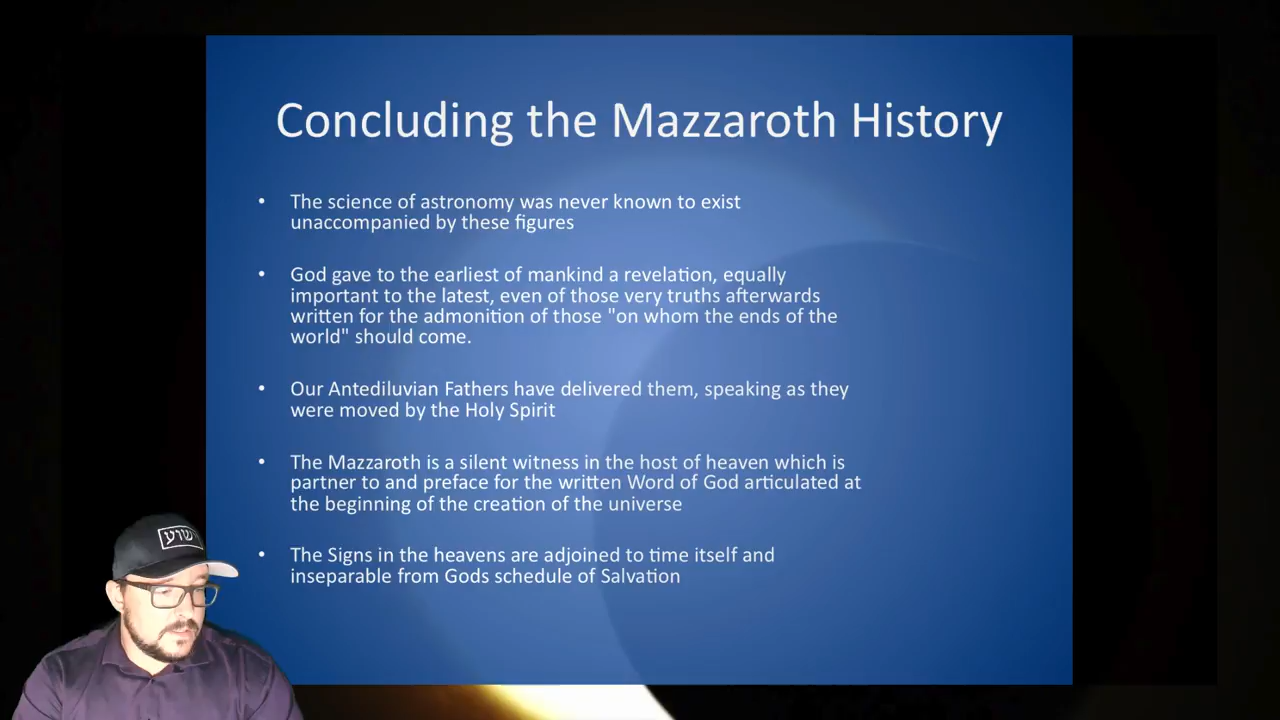 Concluding the Mazzaroth History
• The science of astronomy was never known to exist
unaccompanied by these figures
• God gave to the earliest of mankind a revelation, equally
important to the latest, even of those very truths afterwards
written for the admonition of those "on whom the ends of the
world" should come.
• Our Antediluvian Fathers have delivered them, speaking as they
were moved by the Holy Spirit
• The Mazzaroth is a silent witness in the host of heaven which is
partner to and preface for the written Word of God articulated at
the beginning of the creation of the universe
• The Signs in the heavens are adjoined to time itself and
inseparable from Gods schedule of Salvation
ישוע